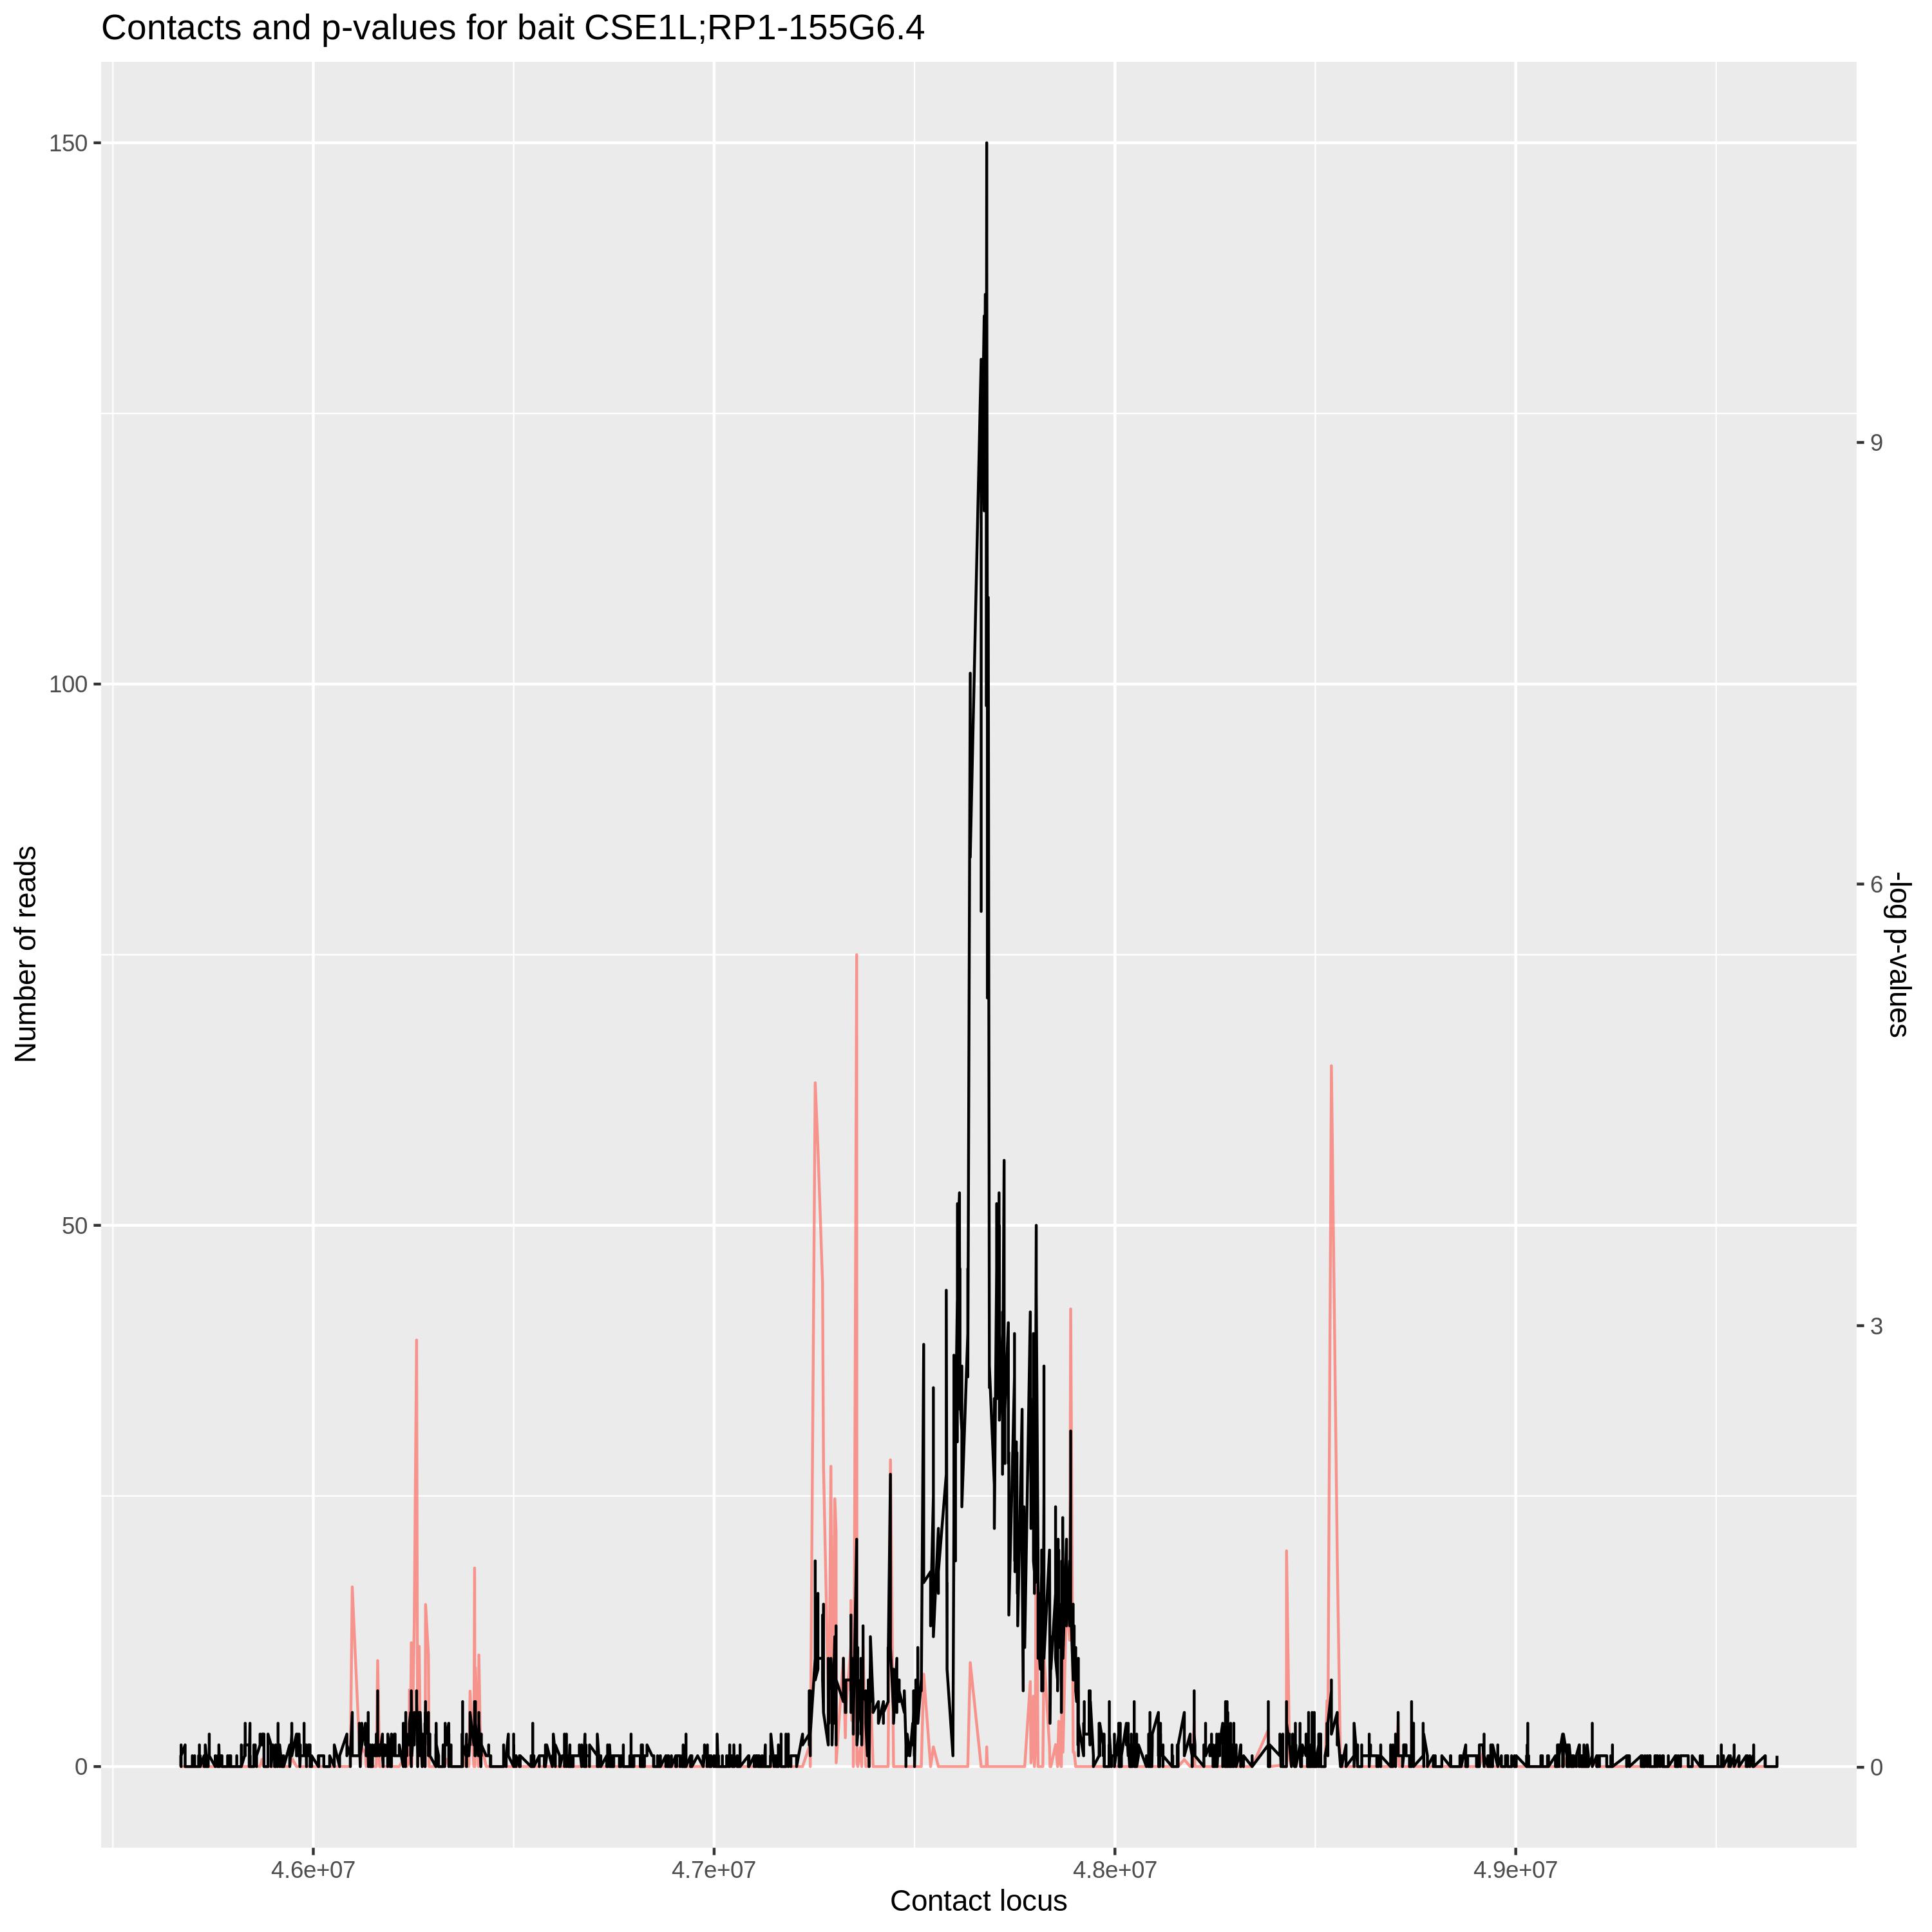 Contacts and p-values for bait CSE1L;RP1-155G6.4
150
100
50
0
Number of reads
9
6
3
0
-log p-values
4.6e+07 4.7e+07 4.8e+07 4.9e+07
Contact locus